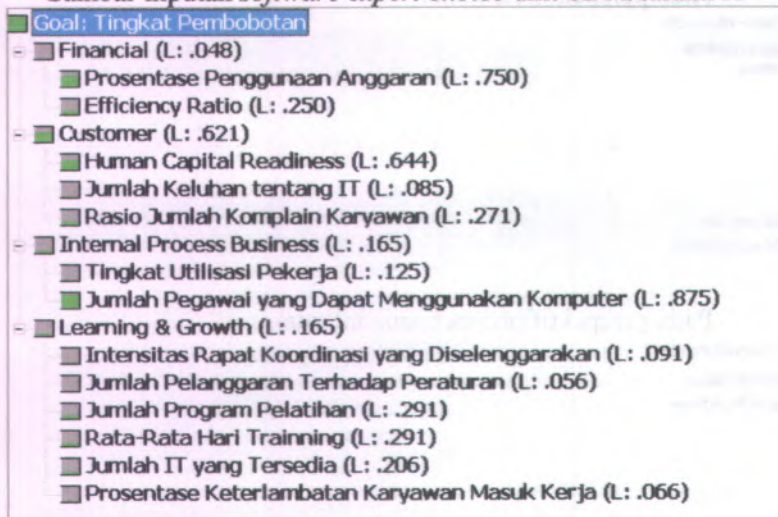 Goal: Tingkat Pembobotan
Financial (L: .048)
Prosentase Penggunaan Anggaran (L: .750)
Efficiency Ratio (L: .250)
Customer (L: .621)
Human Capital Readiness (L: .644)
Jumlah Keluhan tentang IT (L: .085)
Rasio Jumlah Komplain Karyawan (L: .271)
Internal Process Business (L: .165)
Tingkat Utilisasi Pekerja (L: .125)
Jumlah Pegawai yang Dapat Menggunakan Komputer (L: .875)
Learning & Growth (L: .165)
Intensitas Rapat Koordinasi yang Diselenggarakan (L: .091)
Jumlah Pelanggaran Terhadap Peraturan (L: .056)
Jumlah Program Pelatihan (L: .291)
Rata-Rata Hari Trainning (L: .291)
Jumlah IT yang Tersedia (L: .206)
Prosentase Keterlambatan Karyawan Masuk Kerja (L: .066)